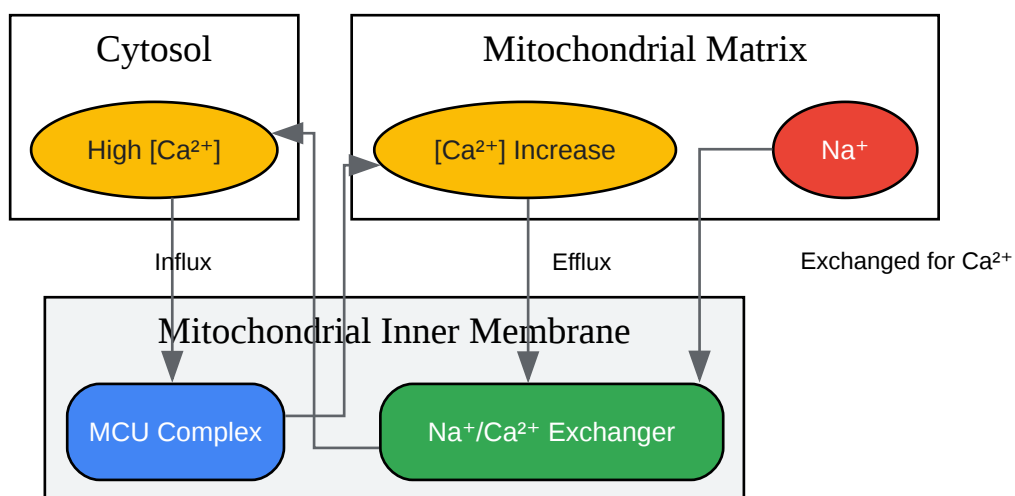 Cytosol
Mitochondrial Matrix
High [Ca²⁺]
[Ca²⁺] Increase
Na⁺
Influx
Efflux
Exchanged for Ca²⁺
Mitochondrial Inner Membrane
MCU Complex
Na⁺/Ca²⁺ Exchanger